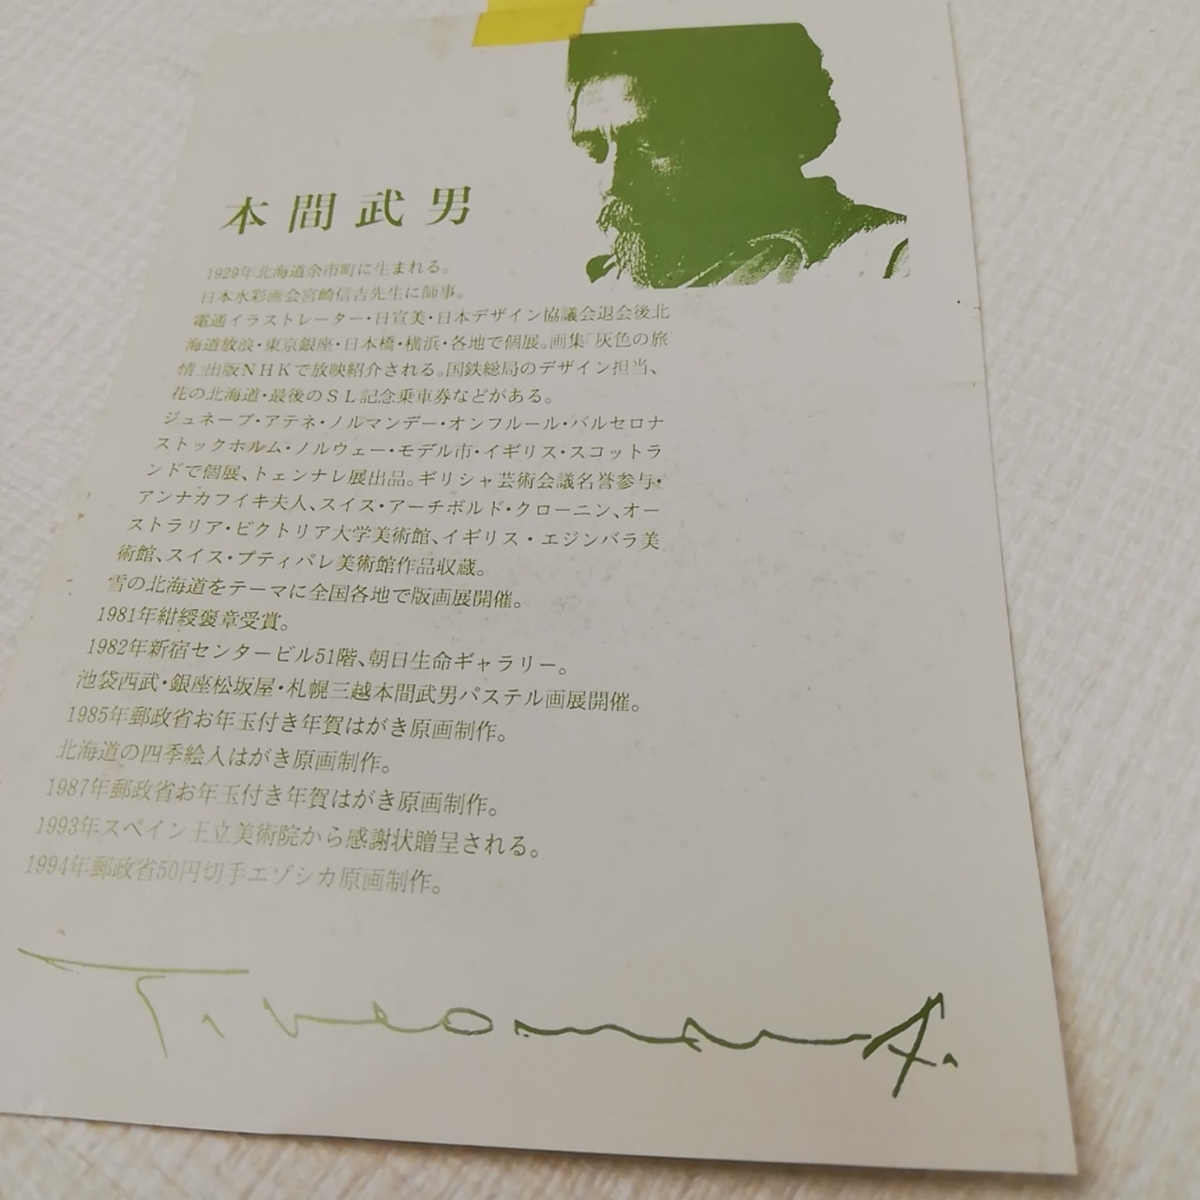 本間武男
1929年北海道余市町に生まれる。
日本水彩画会宮崎信吉先生に師事。
電通イラストレーター・日宣美・日本デザイン協議会退会後北
海道放浪・東京銀座・日本橋・横浜・各地で個展。画集「灰色の旅
情」出版NHKで放映紹介される。国鉄総局のデザイン担当、
花の北海道・最後のSL記念乗車券などがある。
ジュネーブ・アテネ・ノルマンデー・オンフルール・バルセロナ
ストックホルム・ノルウェー・モデル市・イギリス・スコットラ
ンドで個展、トェンナレ展出品。ギリシャ芸術会議名誉参与・
アンナカフイキ夫人、スイス・アーチボルド・クローニン、オー
ストラリア・ビクトリア大学美術館、イギリス・エジンバラ美
術館、スイス・プティパレ美術館作品収蔵。
雪の北海道をテーマに全国各地で版画展開催。
1981年紺綬褒章受賞。
1982年新宿センタービル51階、朝日生命ギャラリー。
池袋西武・銀座松坂屋・札幌三越本間武男パステル画展開催。
1985年郵政省お年玉付き年賀はがき原画制作。
北海道の四季絵入はがき原画制作。
1987年郵政省お年玉付き年賀はがき原画制作。
1993年スペイン王立美術院から感謝状贈呈される。
1994年郵政省50円切手エゾシカ原画制作。